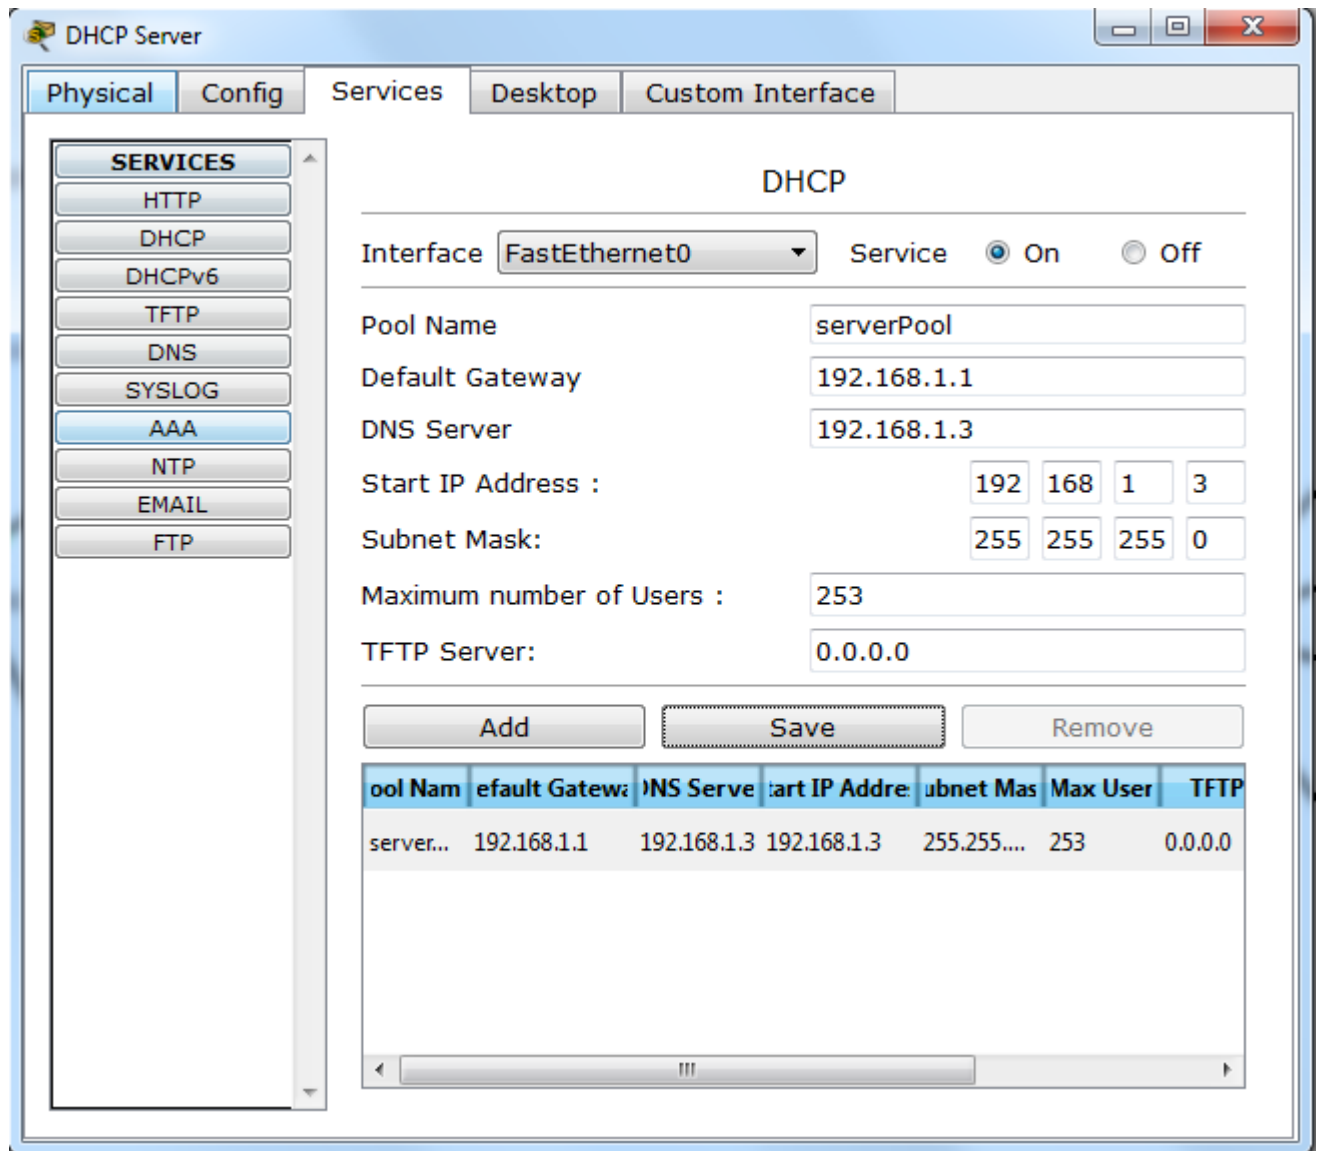 DHCP Server
Physical Config Services Desktop Custom Interface
SERVICES
HTTP
DHCP
DHCPv6
TFTP
DNS
SYSLOG
AAA
NTP
EMAIL
FTP
DHCP
Interface FastEthernet0 Service On Off
Pool Name serverPool
Default Gateway 192.168.1.1
DNS Server 192.168.1.3
Start IP Address : 192 168 1 3
Subnet Mask: 255 255 255 0
Maximum number of Users : 253
TFTP Server: 0.0.0.0
Add Save Remove
ool Nam efault Gatewa DNS Serve tart IP Addre ubnet Mas Max User TFTP
server... 192.168.1.1 192.168.1.3 192.168.1.3 255.255.... 253 0.0.0.0